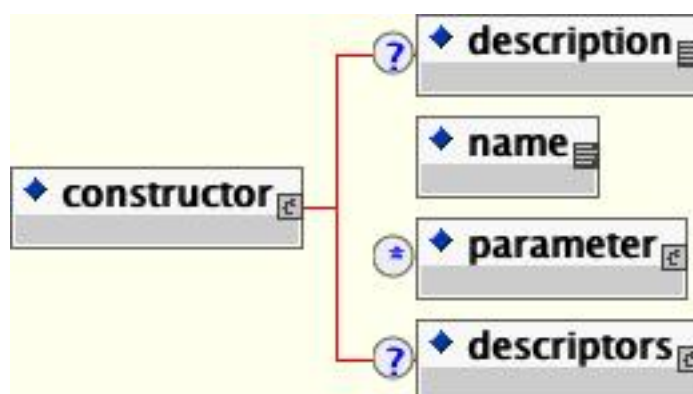 ? description
name
constructor
* parameter
? descriptors